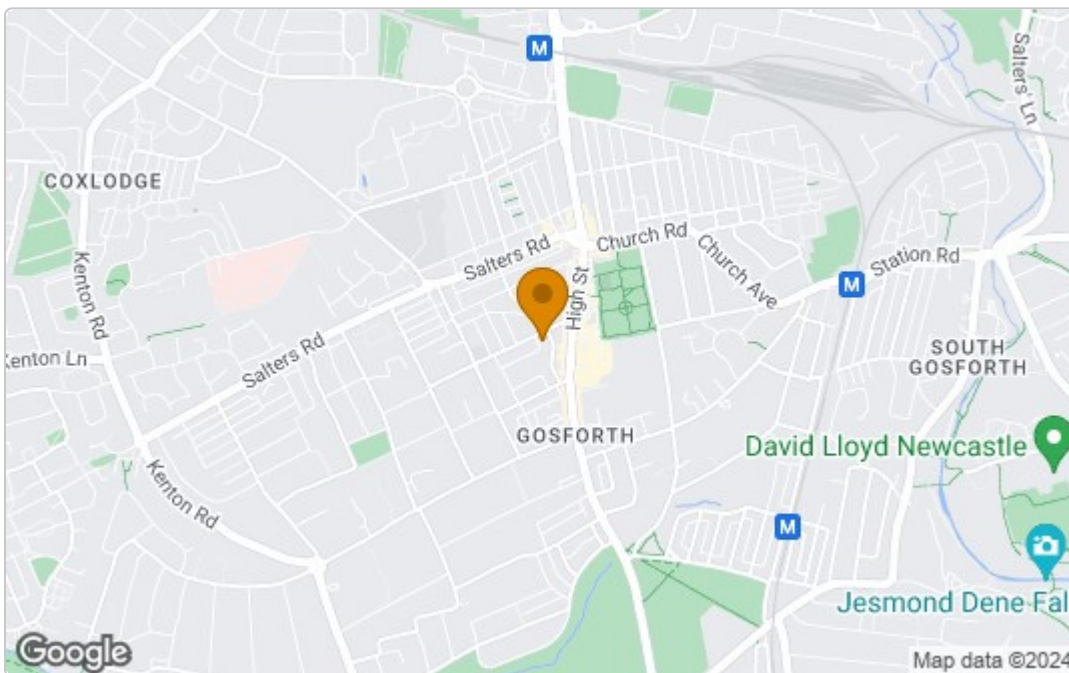 M
Salters' Ln
COXLODGE
Church Rd
Church Ave
Salters Rd
Station Rd
M
High St
Kenton Rd
Kenton Ln
Salters Rd
SOUTH
GOSFORTH
GOSFORTH
David Lloyd Newcastle
Kenton Rd
M
Jesmond Dene Fal
Google
Map data ©2024